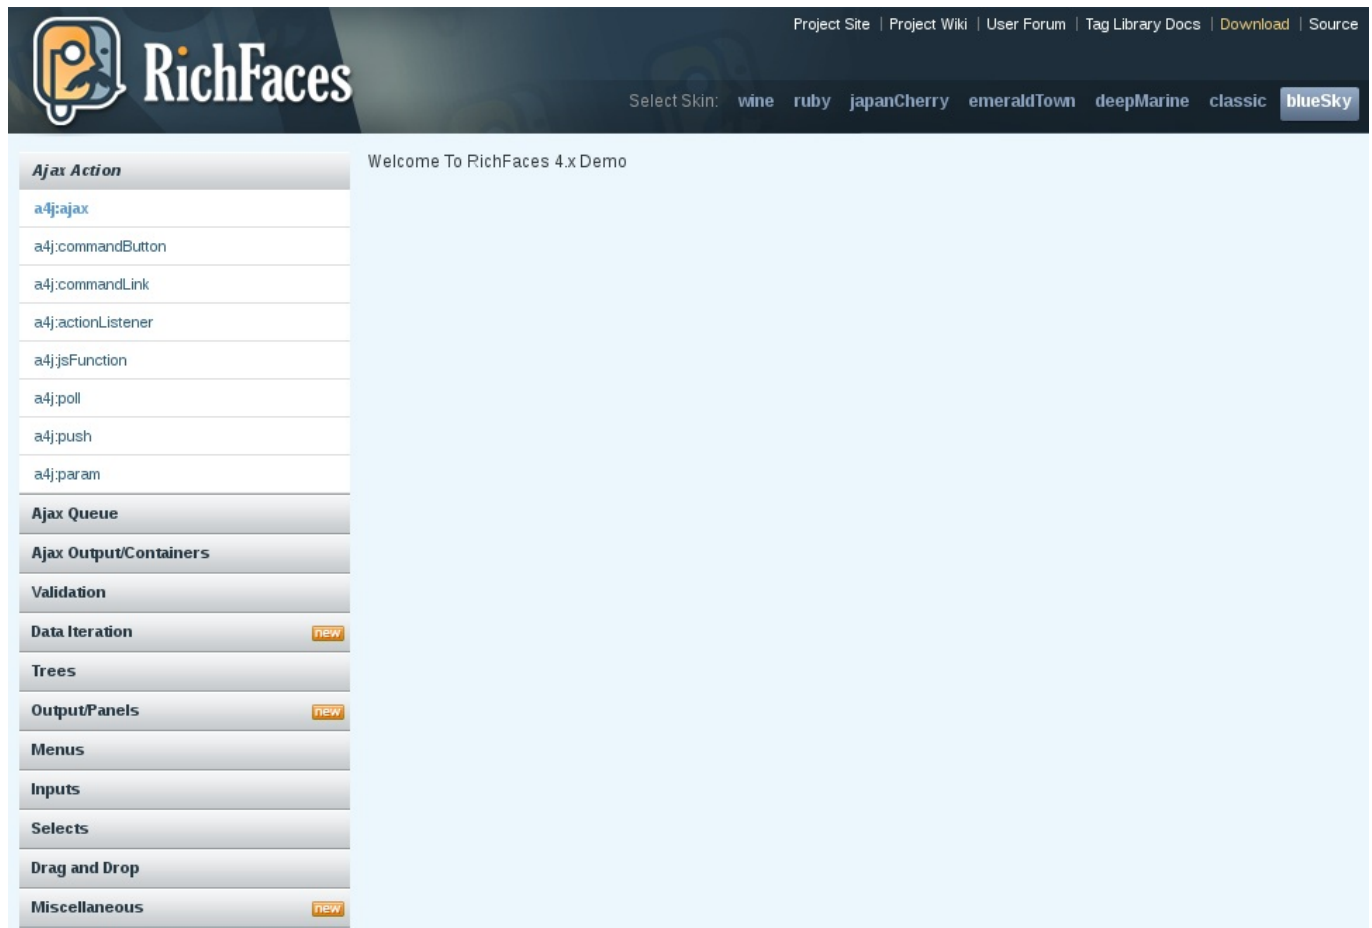 Project Site | Project Wiki | User Forum | Tag Library Docs | Download | Source
RichFaces
Select Skin: wine ruby japanCherry emeraldTown deepMarine classic blueSky
Ajax Action
Welcome To RichFaces 4.x Demo
a4j:ajax
a4j:commandButton
a4j:commandLink
a4j:actionListener
a4j:jsFunction
a4j:poll
a4j:push
a4j:param
Ajax Queue
Ajax Output/Containers
Validation
Data Iteration new
Trees
Output/Panels new
Menus
Inputs
Selects
Drag and Drop
Miscellaneous new